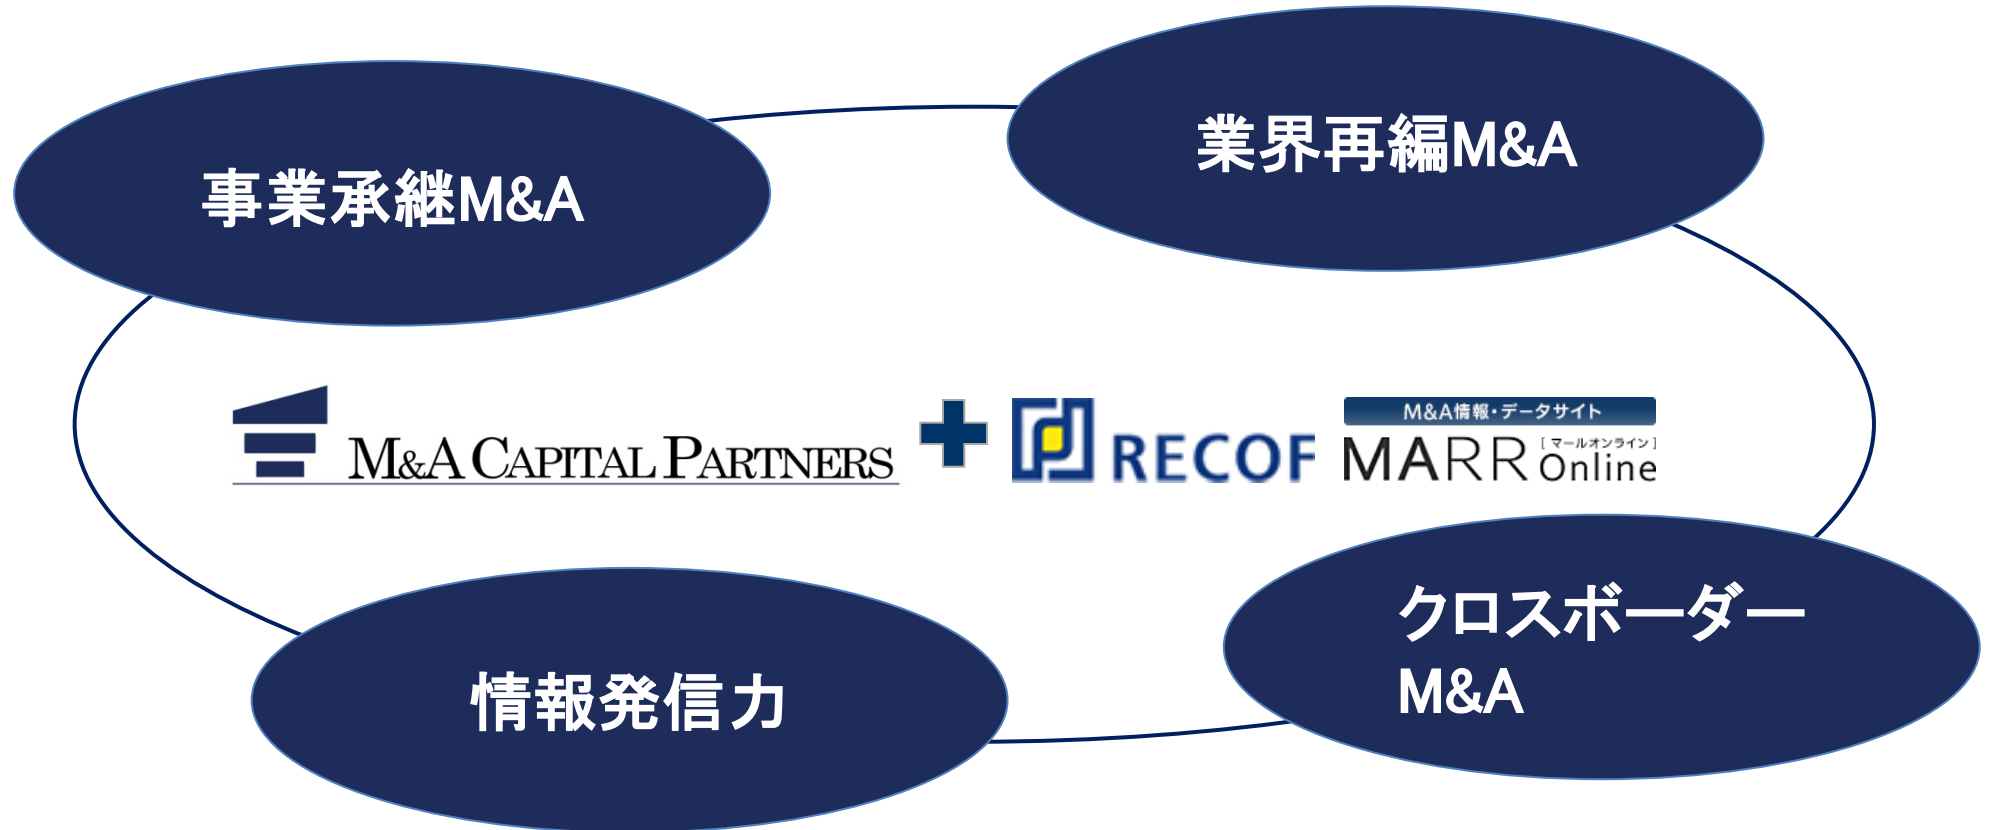 事業承継M&A
業界再編M&A
M&A CAPITAL PARTNERS
RECOF
M&A情報・データサイト
MARR Online
[マールオンライン]
情報発信力
クロスボーダー
M&A